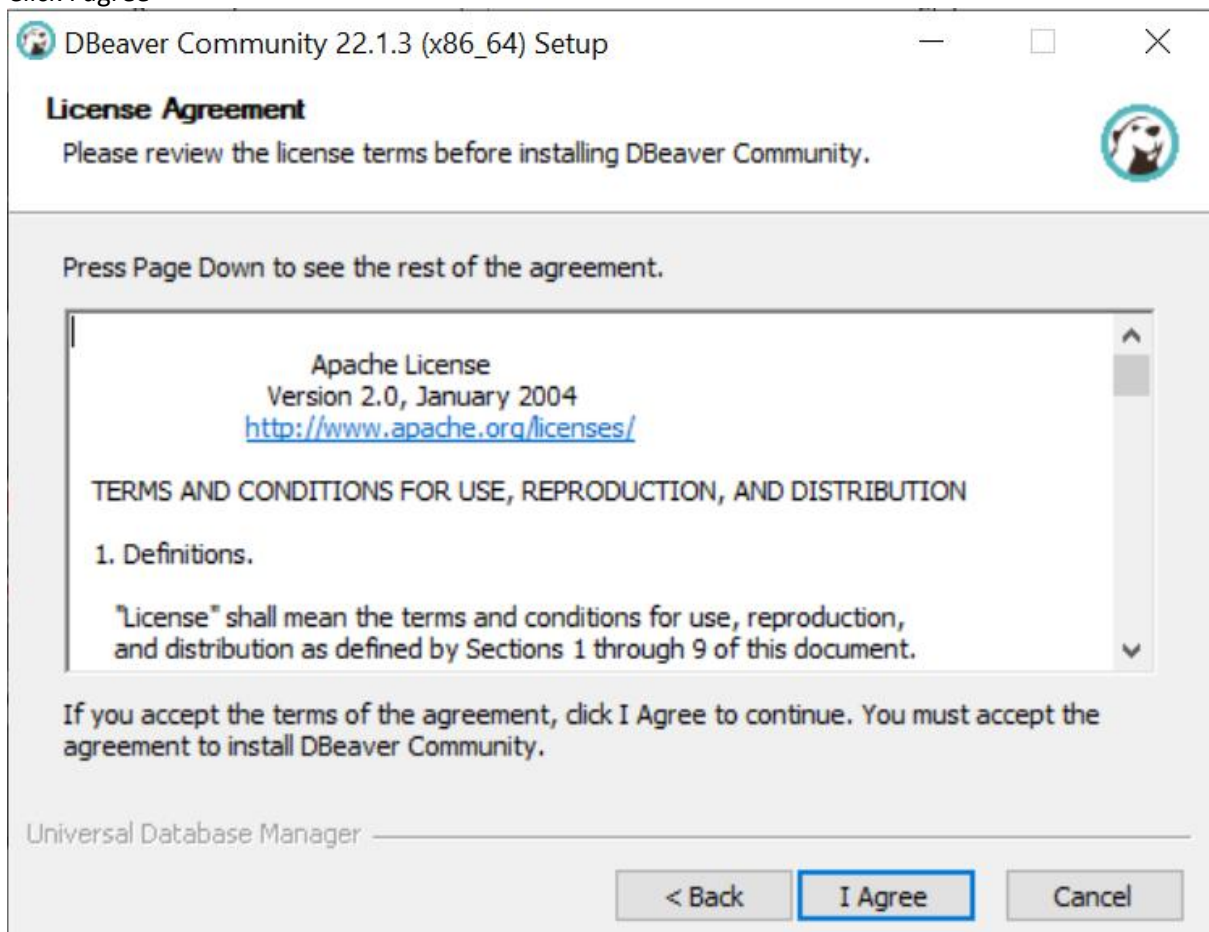 DBeaver Community 22.1.3 (x86_64) Setup
License Agreement
Please review the license terms before installing DBeaver Community.
Press Page Down to see the rest of the agreement.
Apache License
Version 2.0, January 2004
http://www.apache.org/licenses/
TERMS AND CONDITIONS FOR USE, REPRODUCTION, AND DISTRIBUTION
1. Definitions.
"License" shall mean the terms and conditions for use, reproduction,
and distribution as defined by Sections 1 through 9 of this document.
If you accept the terms of the agreement, click I Agree to continue. You must accept the
agreement to install DBeaver Community.
Universal Database Manager
< Back
I Agree
Cancel